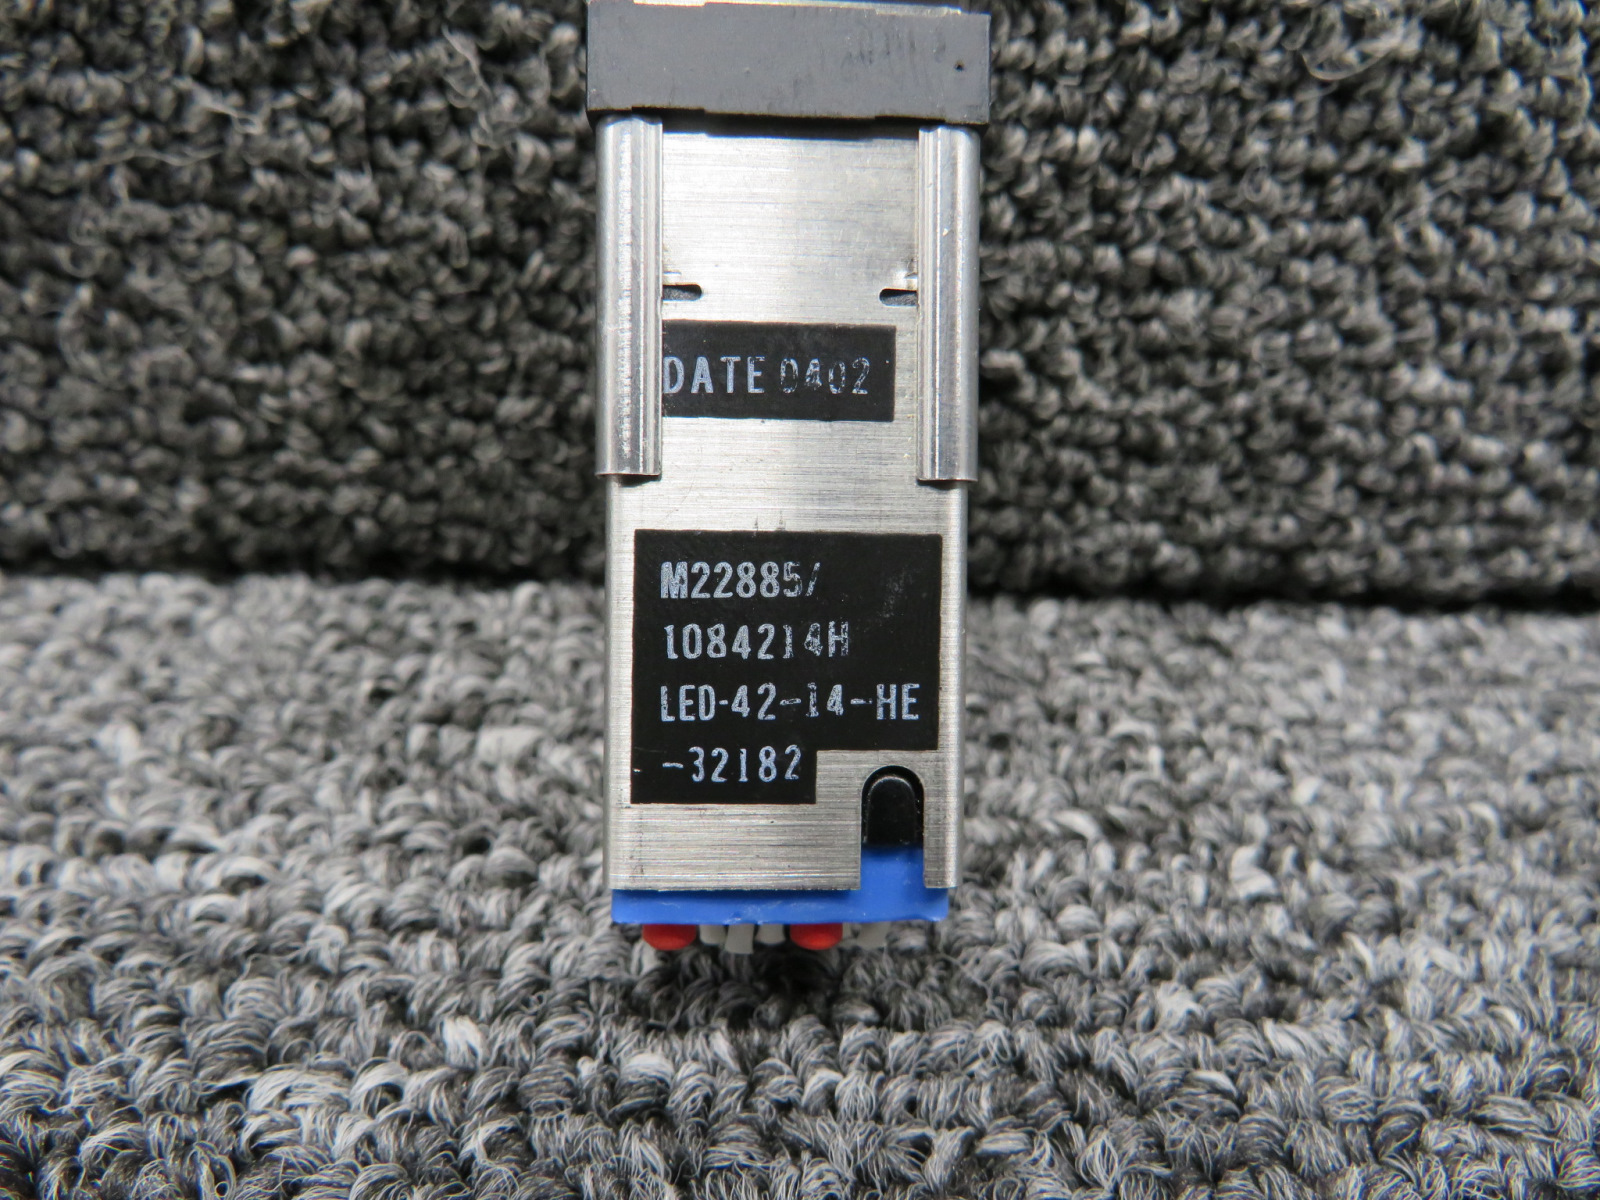 DATE 0402
M22885/
1084214H
LED-42-14-HE
-32182